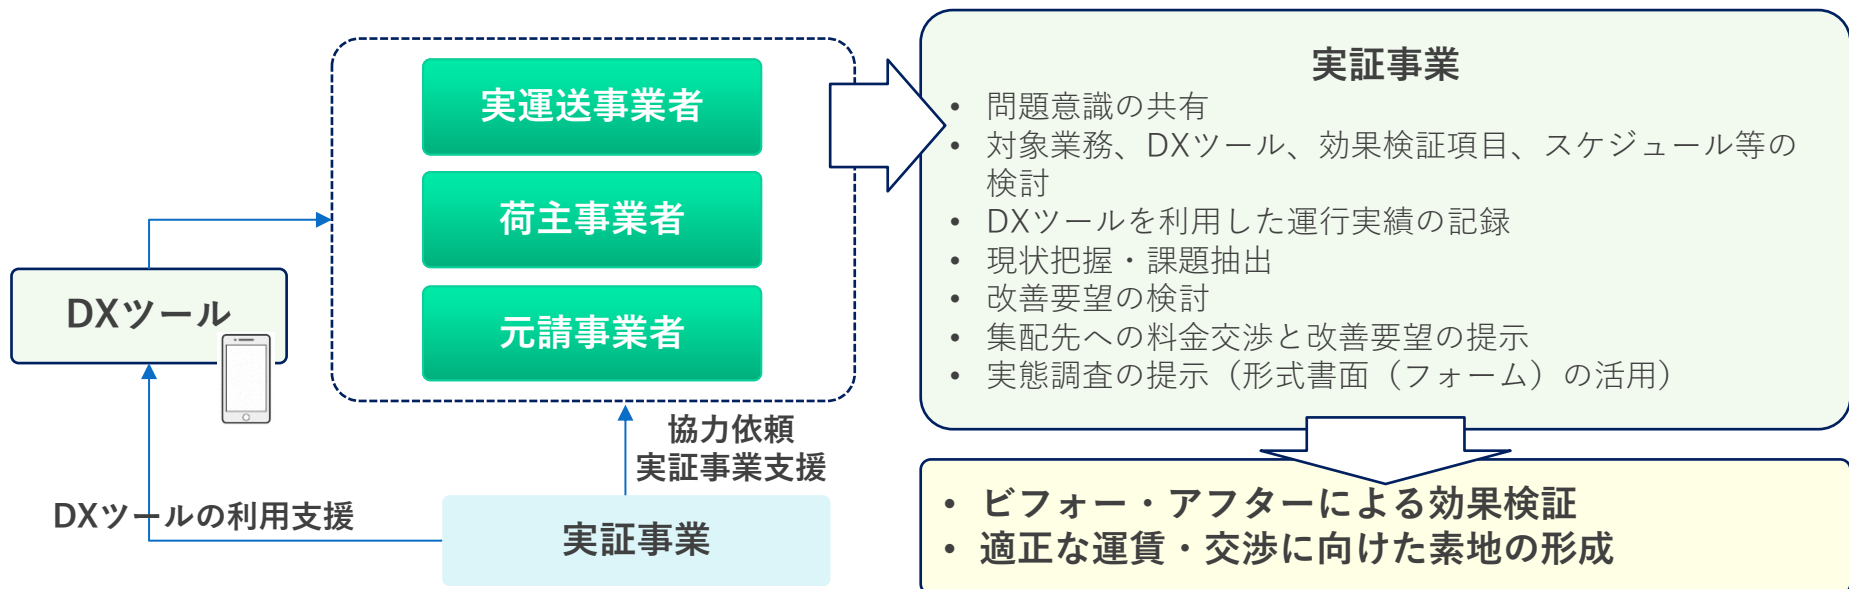 実運送事業者
荷主事業者
元請事業者
DXツール
協力依頼
実証事業支援
DXツールの利用支援
実証事業
実証事業
• 問題意識の共有
• 対象業務、DXツール、効果検証項目、スケジュール等の
検討
• DXツールを利用した運行実績の記録
• 現状把握・課題抽出
• 改善要望の検討
• 集配先への料金交渉と改善要望の提示
• 実態調査の提示（形式書面（フォーム）の活用）
• ビフォー・アフターによる効果検証
• 適正な運賃・交渉に向けた素地の形成